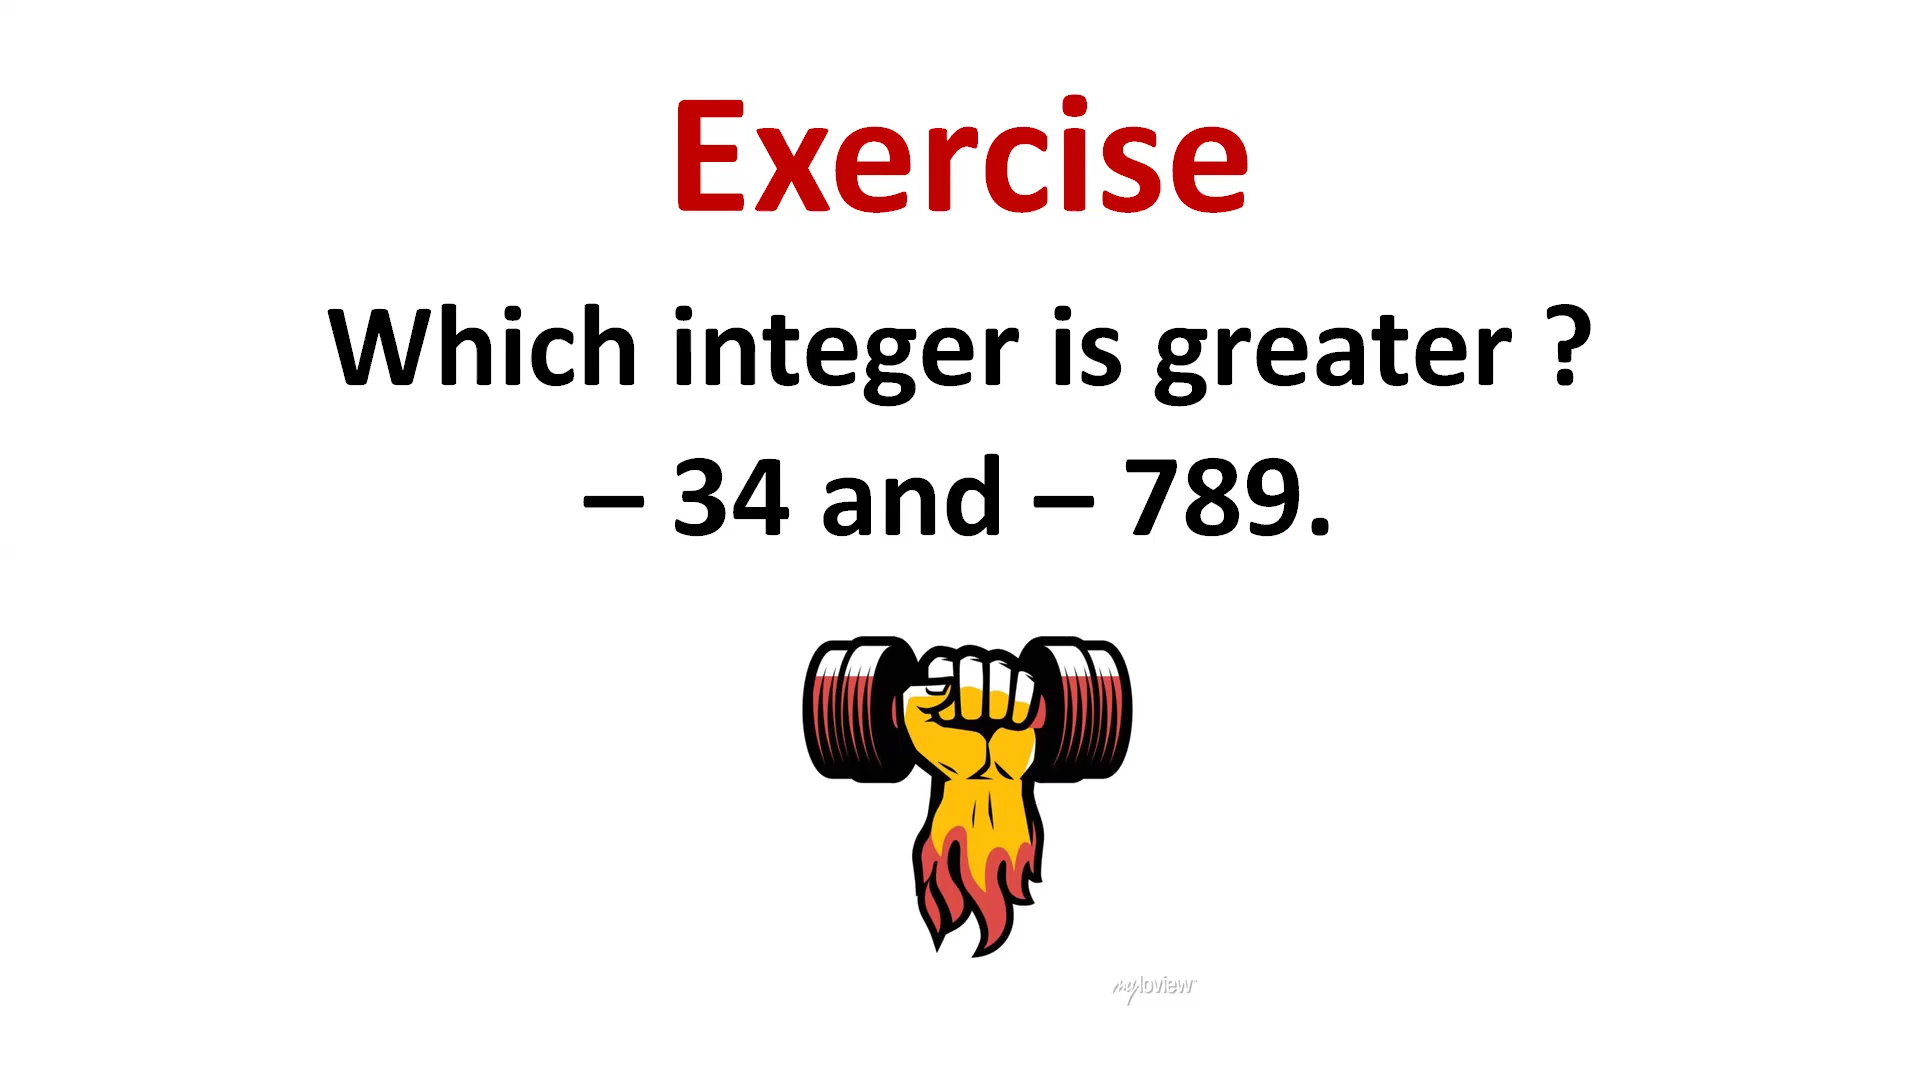 Exercise
Which integer is greater ?
– 34 and – 789.
myloview